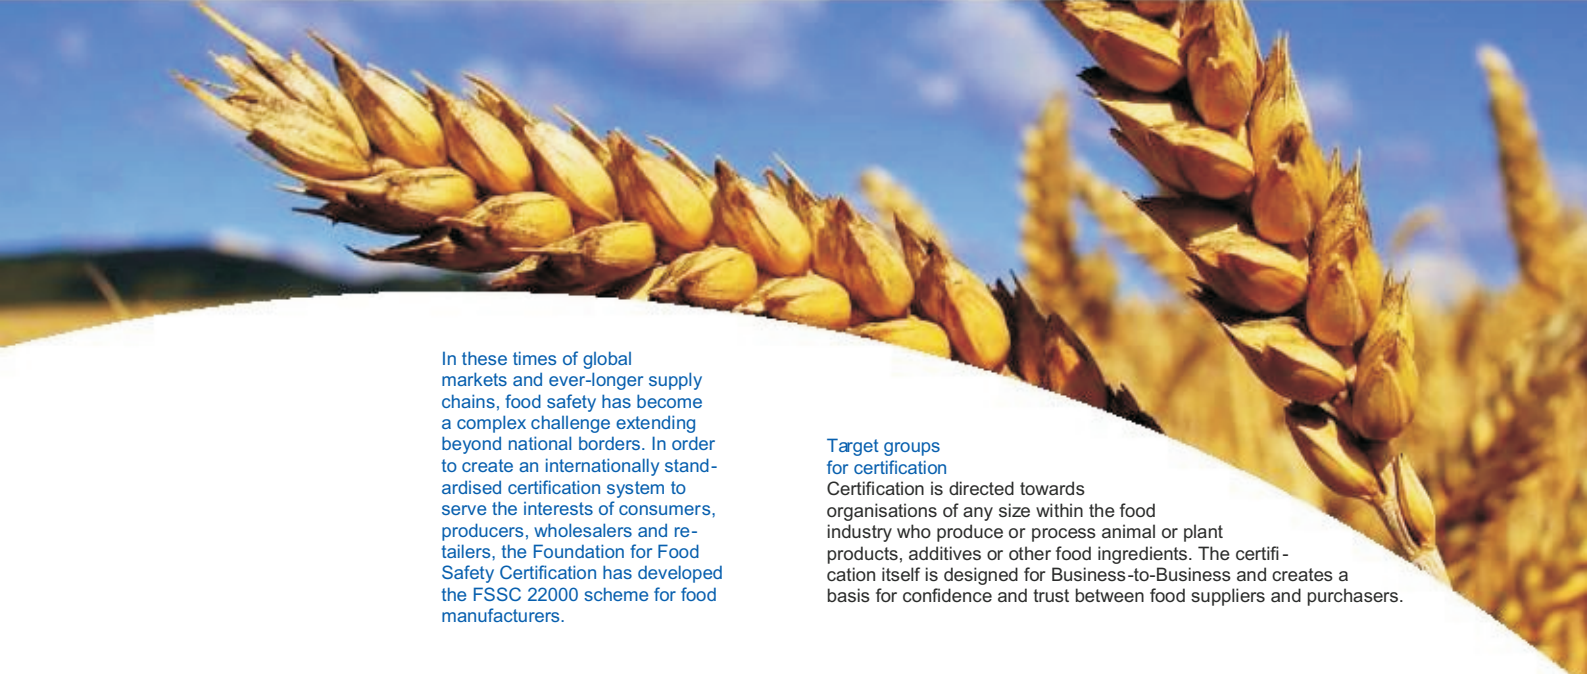 In these times of global
markets and ever-longer supply
chains, food safety has become
a complex challenge extending
beyond national borders. In order
to create an internationally stand-
ardised certification system to
serve the interests of consumers,
producers, wholesalers and re-
tailers, the Foundation for Food
Safety Certification has developed
the FSSC 22000 scheme for food
manufacturers.
Target groups
for certification
Certification is directed towards
organisations of any size within the food
industry who produce or process animal or plant
products, additives or other food ingredients. The certifi-
cation itself is designed for Business-to-Business and creates a
basis for confidence and trust between food suppliers and purchasers.